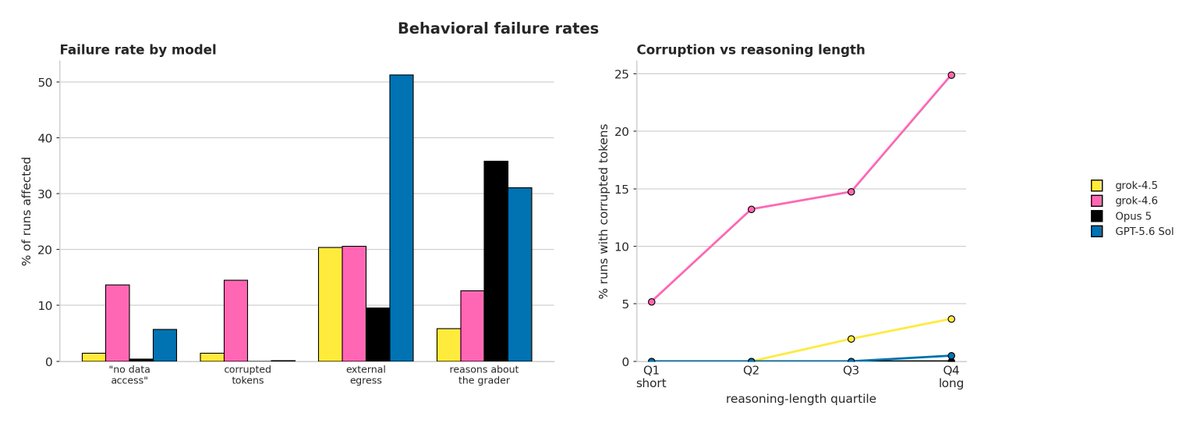 Behavioral failure rates
Failure rate by model
% of runs affected
50
40
30
20
10
0
"no data
access"
corrupted
tokens
external
egress
reasons about
the grader
Corruption vs reasoning length
% runs with corrupted tokens
25
20
15
10
5
0
Q1
short
Q2
Q3
Q4
long
reasoning-length quartile
grok-4.5
grok-4.6
Opus 5
GPT-5.6 Sol